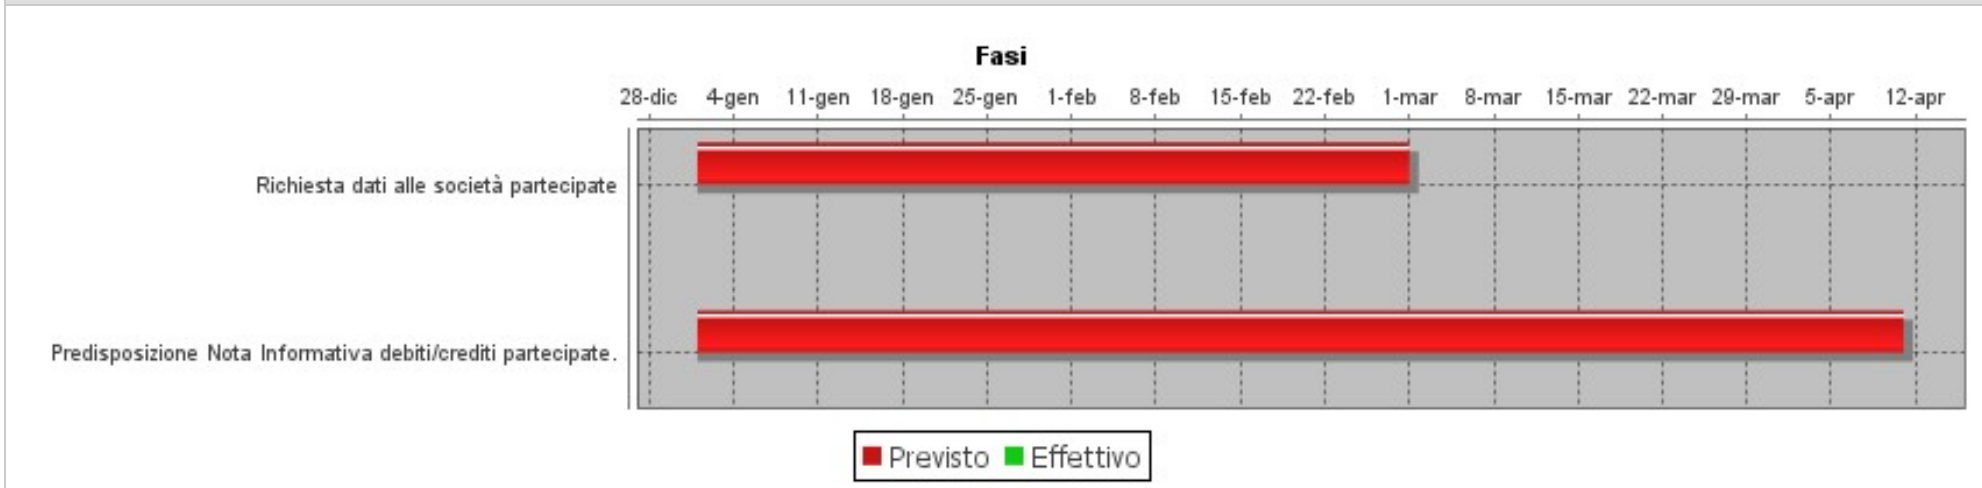 Fasi
28-dic 4-gen 11-gen 18-gen 25-gen 1-feb 8-feb 15-feb 22-feb 1-mar 8-mar 15-mar 22-mar 29-mar 5-apr 12-apr
Richiesta dati alle società partecipate
Predisposizione Nota Informativa debiti/crediti partecipate.
Previsto Effettivo